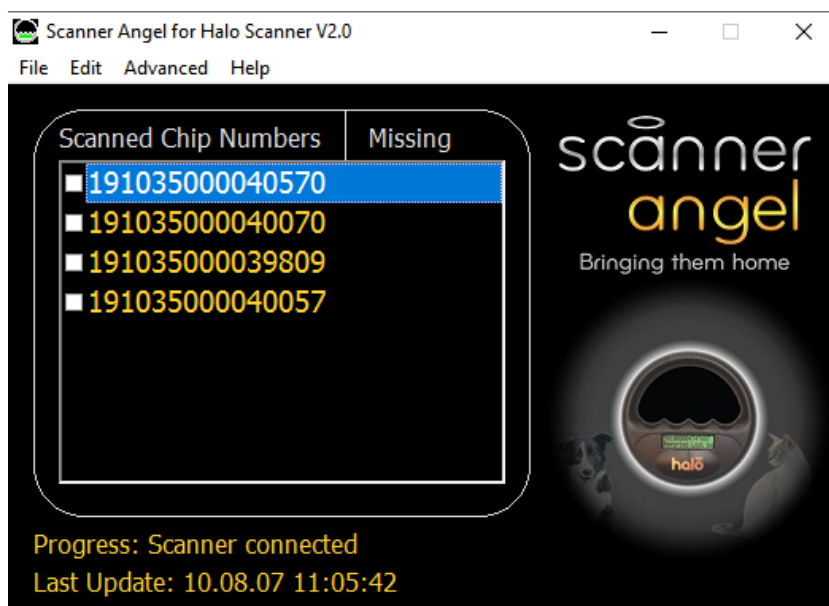 Scanner Angel for Halo Scanner V2.0
File Edit Advanced Help
Scanned Chip Numbers Missing
191035000040570
191035000040070
191035000039809
191035000040057
scanner
angel
Bringing them home
halo
Progress: Scanner connected
Last Update: 10.08.07 11:05:42